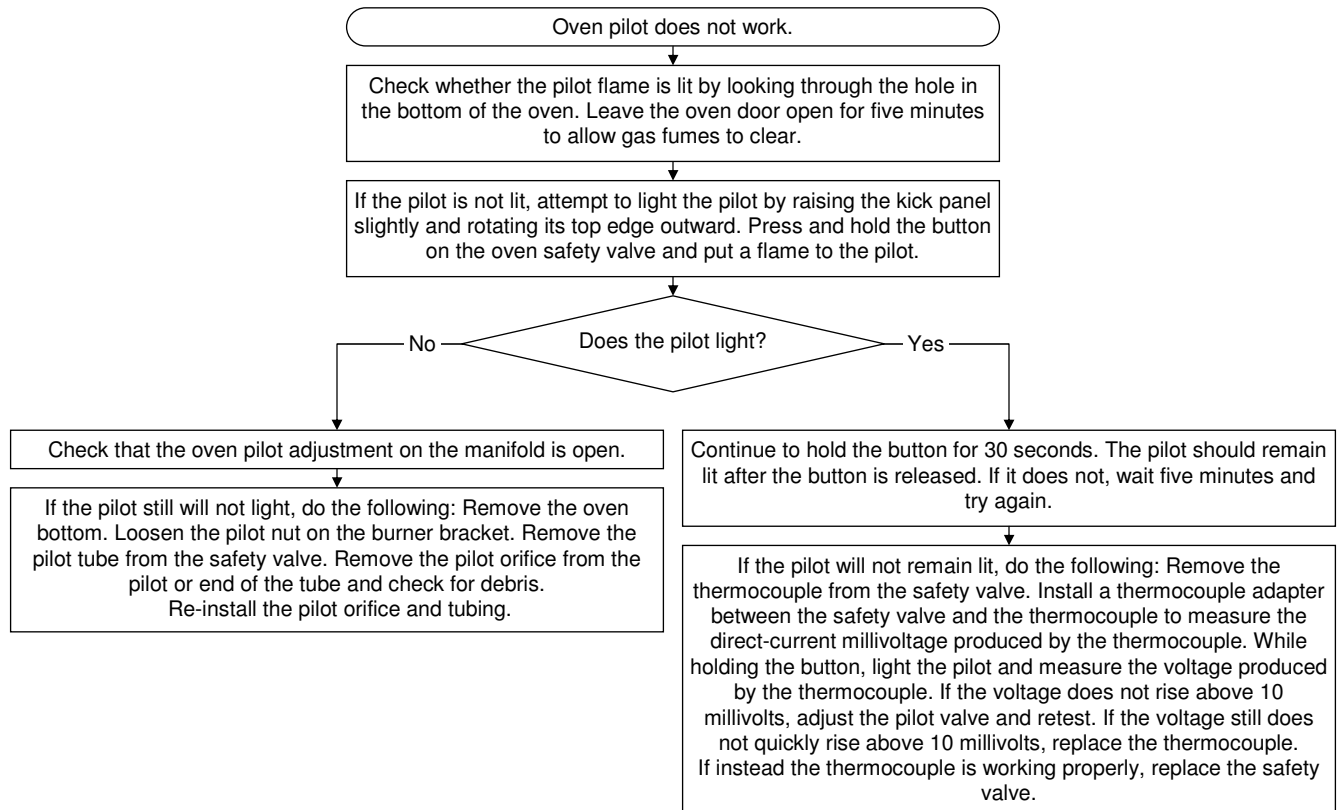 Oven pilot does not work.
Check whether the pilot flame is lit by looking through the hole in
the bottom of the oven. Leave the oven door open for five minutes
to allow gas fumes to clear.
If the pilot is not lit, attempt to light the pilot by raising the kick panel
slightly and rotating its top edge outward. Press and hold the button
on the oven safety valve and put a flame to the pilot.
Does the pilot light?
No
Yes
Check that the oven pilot adjustment on the manifold is open.
If the pilot still will not light, do the following: Remove the oven
bottom. Loosen the pilot nut on the burner bracket. Remove the
pilot tube from the safety valve. Remove the pilot orifice from the
pilot or end of the tube and check for debris.
Re-install the pilot orifice and tubing.
Continue to hold the button for 30 seconds. The pilot should remain
lit after the button is released. If it does not, wait five minutes and
try again.
If the pilot will not remain lit, do the following: Remove the
thermocouple from the safety valve. Install a thermocouple adapter
between the safety valve and the thermocouple to measure the
direct-current millivoltage produced by the thermocouple. While
holding the button, light the pilot and measure the voltage produced
by the thermocouple. If the voltage does not rise above 10
millivolts, adjust the pilot valve and retest. If the voltage still does
not quickly rise above 10 millivolts, replace the thermocouple.
If instead the thermocouple is working properly, replace the safety
valve.